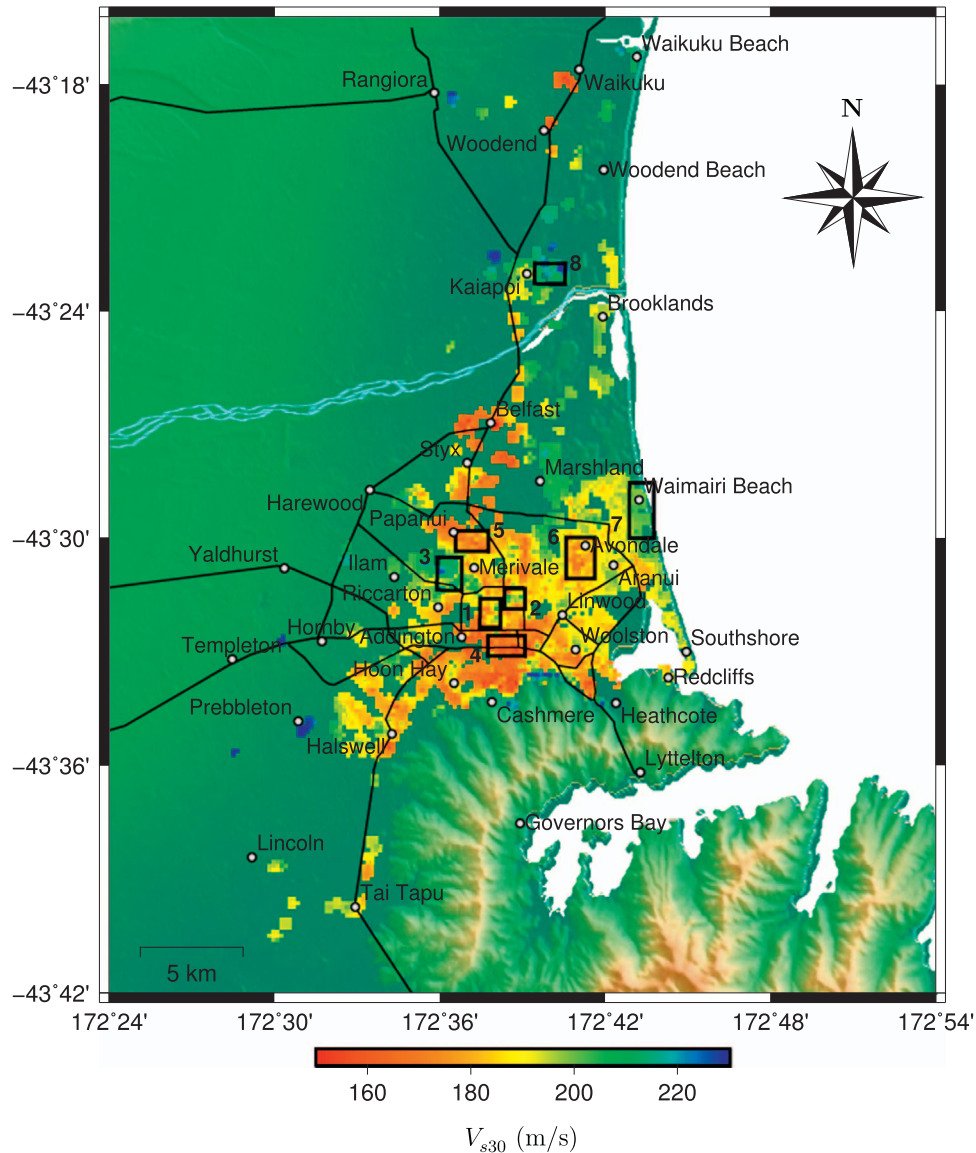 Waikuku Beach
−43˚18'
Rangiora
Waikuku
N
Woodend
Woodend Beach
8
Kaiapoi
−43˚24'
Brooklands
Belfast
Styx
Marshland
Waimairi Beach
Harewood
Papanui
7
−43˚30'
5
6
Avondale
Yaldhurst
3
Ilam
Merivale
Aranui
Riccarton
1
2
Linwood
Hornby
Addington
Woolston
Southshore
Templeton
4
Hoon Hay
Redcliffs
Prebbleton
Cashmere
Heathcote
Halswell
−43˚36'
Lyttelton
Governors Bay
Lincoln
Tai Tapu
5 km
−43˚42'
172˚24' 172˚30' 172˚36' 172˚42' 172˚48' 172˚54'
160 180 200 220
Vs30 (m/s)